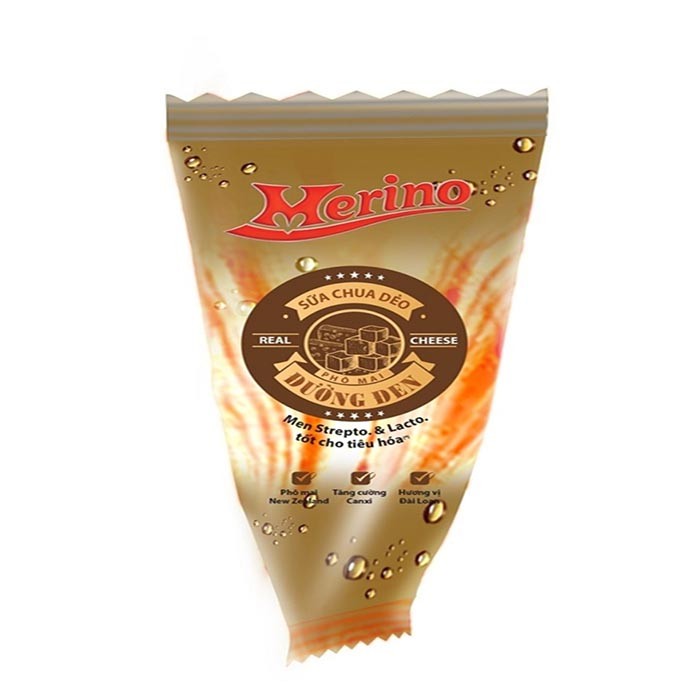 Merino
SỮA CHUA DẺO
REAL CHEESE
PHÔ MAI
ĐƯỜNG ĐEN
Men Strepto. & Lacto.
tốt cho tiêu hóa
Phô mai Tăng cường Hương vị
New Zealand Canxi Đài Loan